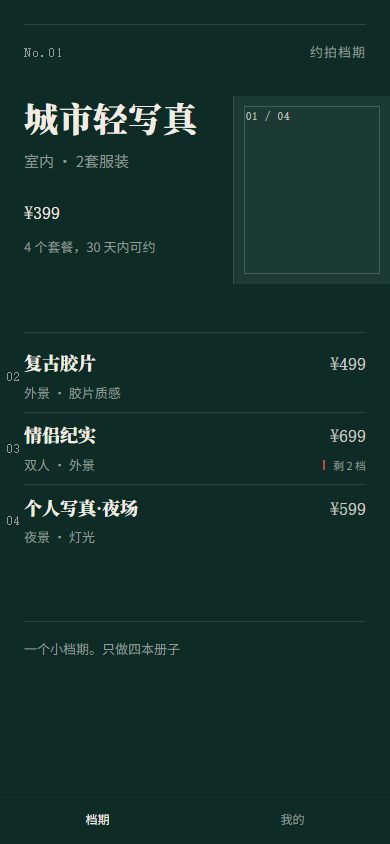 No.01
约拍档期
城市轻写真
01 / 04
室内 · 2套服装
¥399
4 个套餐，30 天内可约
02
复古胶片
¥499
外景 · 胶片质感
03
情侣纪实
¥699
双人 · 外景
剩 2 档
04
个人写真·夜场
¥599
夜景 · 灯光
一个小档期。只做四本册子
档期
我的